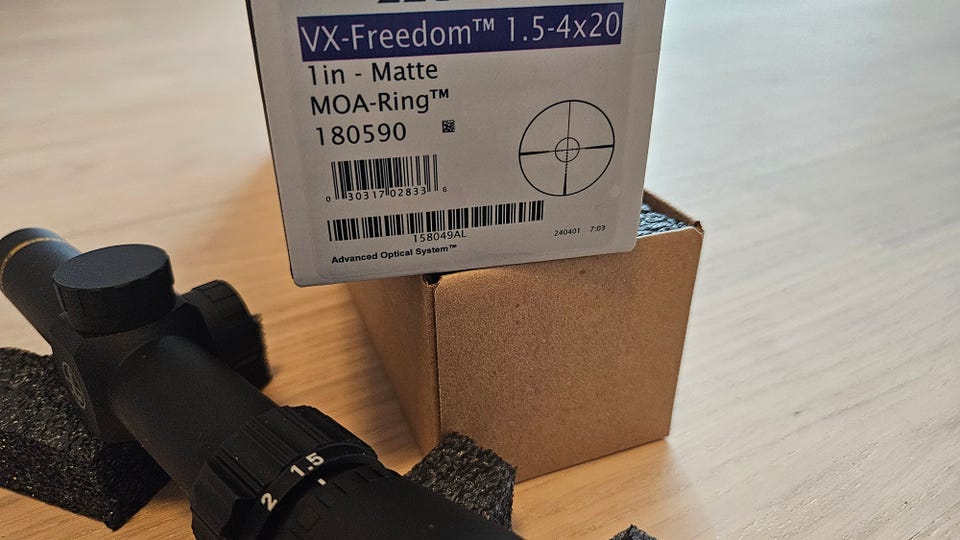 VX-Freedom™ 1.5-4x20
1in - Matte
MOA-Ring™
180590
0 30317 02833 6
158049AL
240401 7:03
Advanced Optical System™
1.5
2